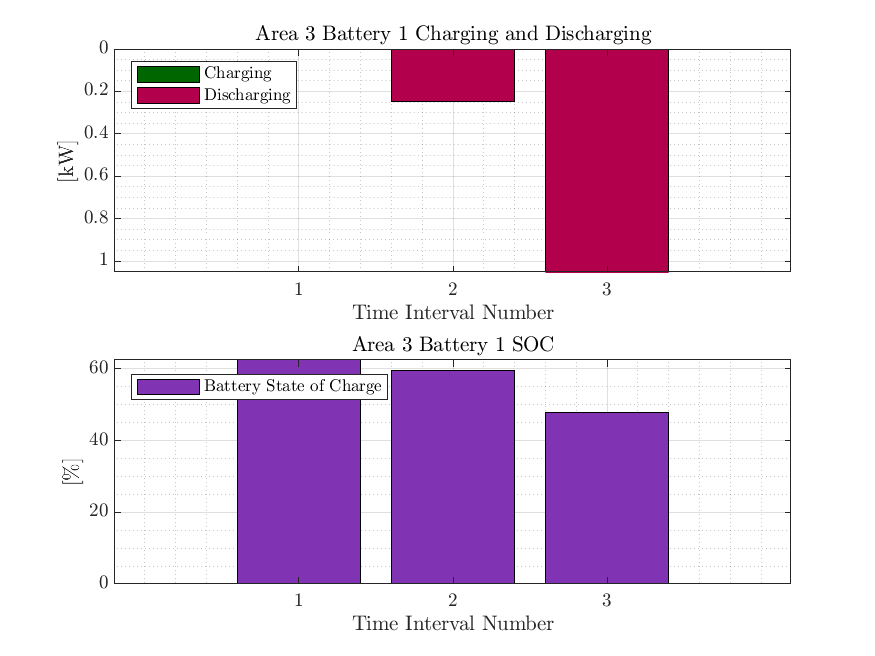 Area 3 Battery 1 Charging and Discharging
0
0.2
0.4
0.6
0.8
1
[kW]
Charging
Discharging
1 2 3
Time Interval Number
Area 3 Battery 1 SOC
60
40
20
0
[%]
Battery State of Charge
1 2 3
Time Interval Number